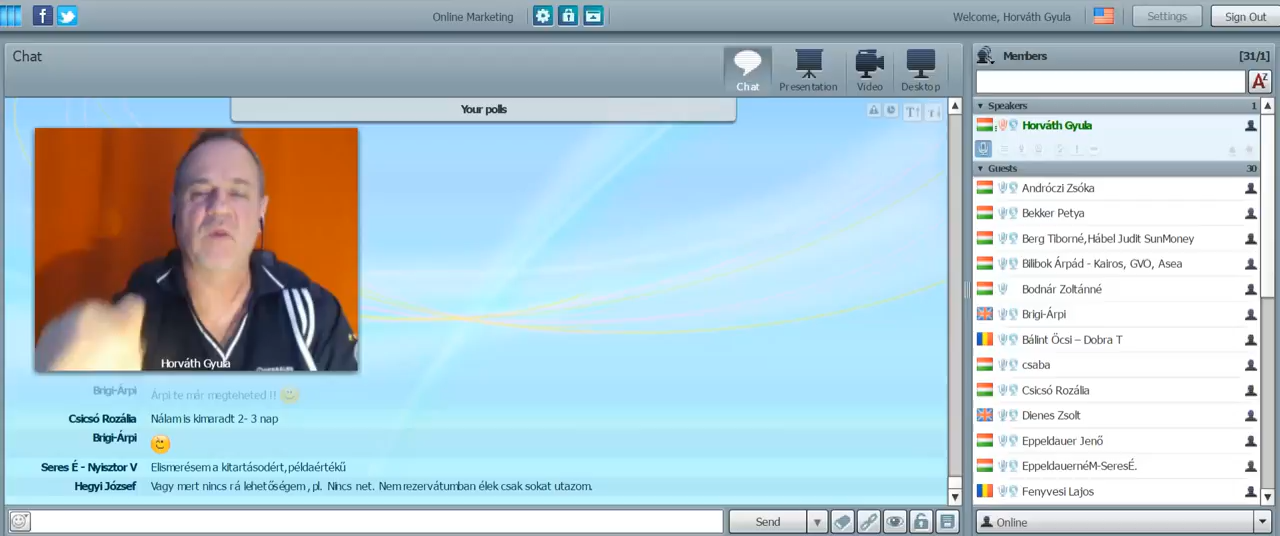 Online Marketing
Welcome, Horváth Gyula
Settings
Sign Out
Chat
Chat
Presentation
Video
Desktop
Your polls
Horváth Gyula
Brigi-Árpi Árpi te már megteheted !!
Csicsó Rozália Nálam is kimaradt 2- 3 nap
Brigi-Árpi
Seres É - Nyisztor V Elismerésem a kitartásodért,példaértékű
Hegyi József Vagy mert nincs rá lehetőségem , pl. Nincs net. Nem rezervátumban élek csak sokat utazom.
Send
Members [31/1]
Speakers 1
Horváth Gyula
Guests 30
Andróczi Zsóka
Bekker Petya
Berg Tiborné,Hábel Judit SunMoney
Bilibok Árpád - Kairos, GVO, Asea
Bodnár Zoltánné
Brigi-Árpi
Bálint Öcsi – Dobra T
csaba
Csicsó Rozália
Dienes Zsolt
Eppeldauer Jenő
EppeldauernéM-SeresÉ.
Fenyvesi Lajos
Online